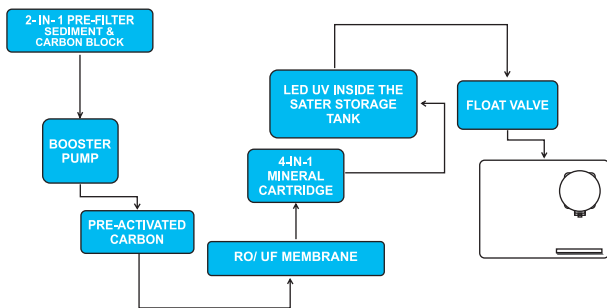 2- IN- 1 PRE-FILTER
SEDIMENT &
CARBON BLOCK
BOOSTER
PUMP
PRE-ACTIVATED
CARBON
RO/ UF MEMBRANE
4-IN-1
MINERAL
CARTRIDGE
LED UV INSIDE THE
SATER STORAGE
TANK
FLOAT VALVE